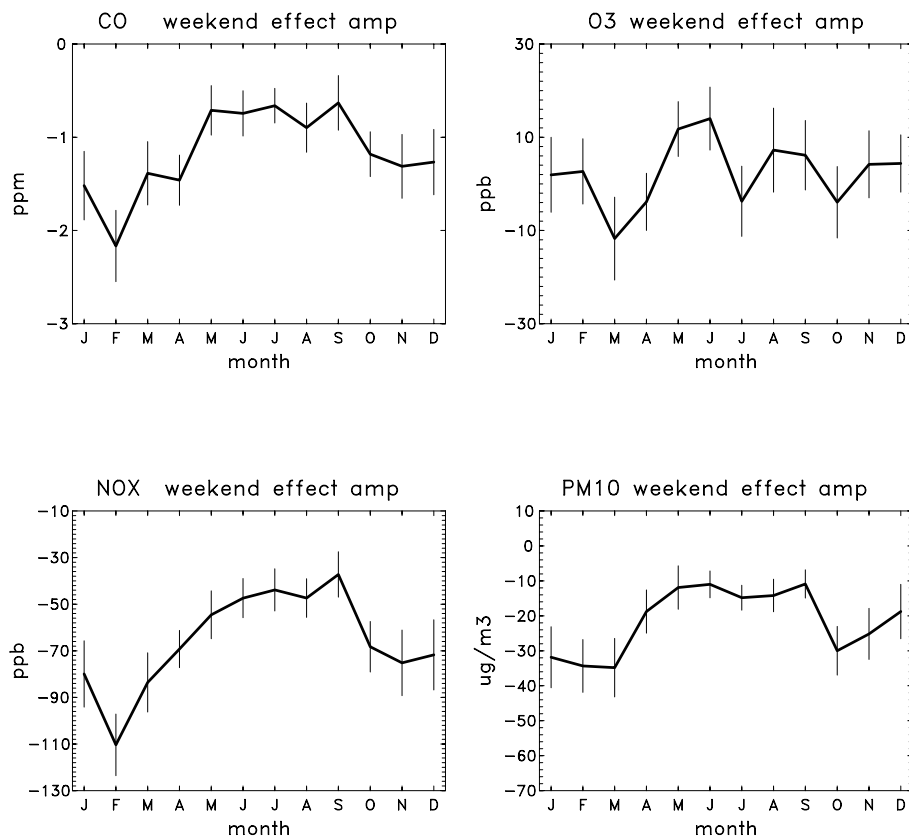 CO weekend effect amp
0
-1
-2
-3
ppm
J F M A M J J A S O N D
month
O3 weekend effect amp
30
10
-10
-30
ppb
J F M A M J J A S O N D
month
NOX weekend effect amp
-10
-30
-50
-70
-90
-110
-130
ppb
J F M A M J J A S O N D
month
PM10 weekend effect amp
10
0
-10
-20
-30
-40
-50
-60
-70
ug/m3
J F M A M J J A S O N D
month